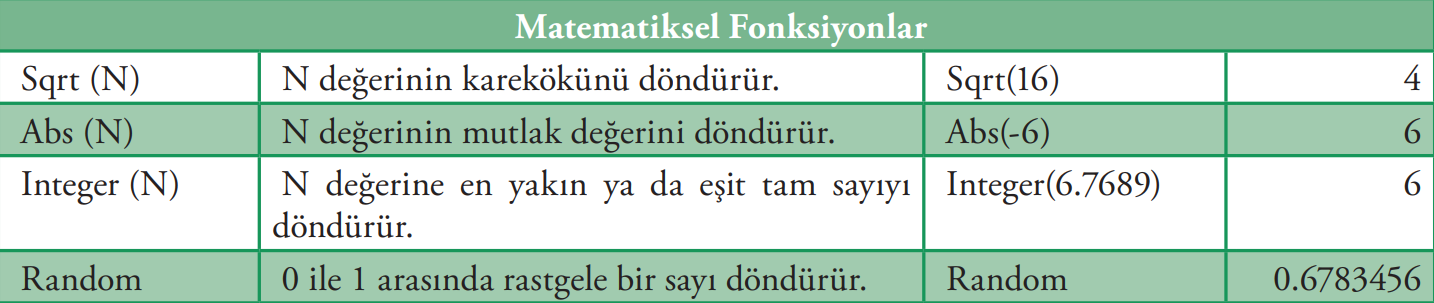 Matematiksel Fonksiyonlar
Sqrt (N) N değerinin karekökünü döndürür. Sqrt(16) 4
Abs (N) N değerinin mutlak değerini döndürür. Abs(-6) 6
Integer (N) N değerine en yakın ya da eşit tam sayıyı Integer(6.7689) 6
döndürür.
Random 0 ile 1 arasında rastgele bir sayı döndürür. Random 0.6783456